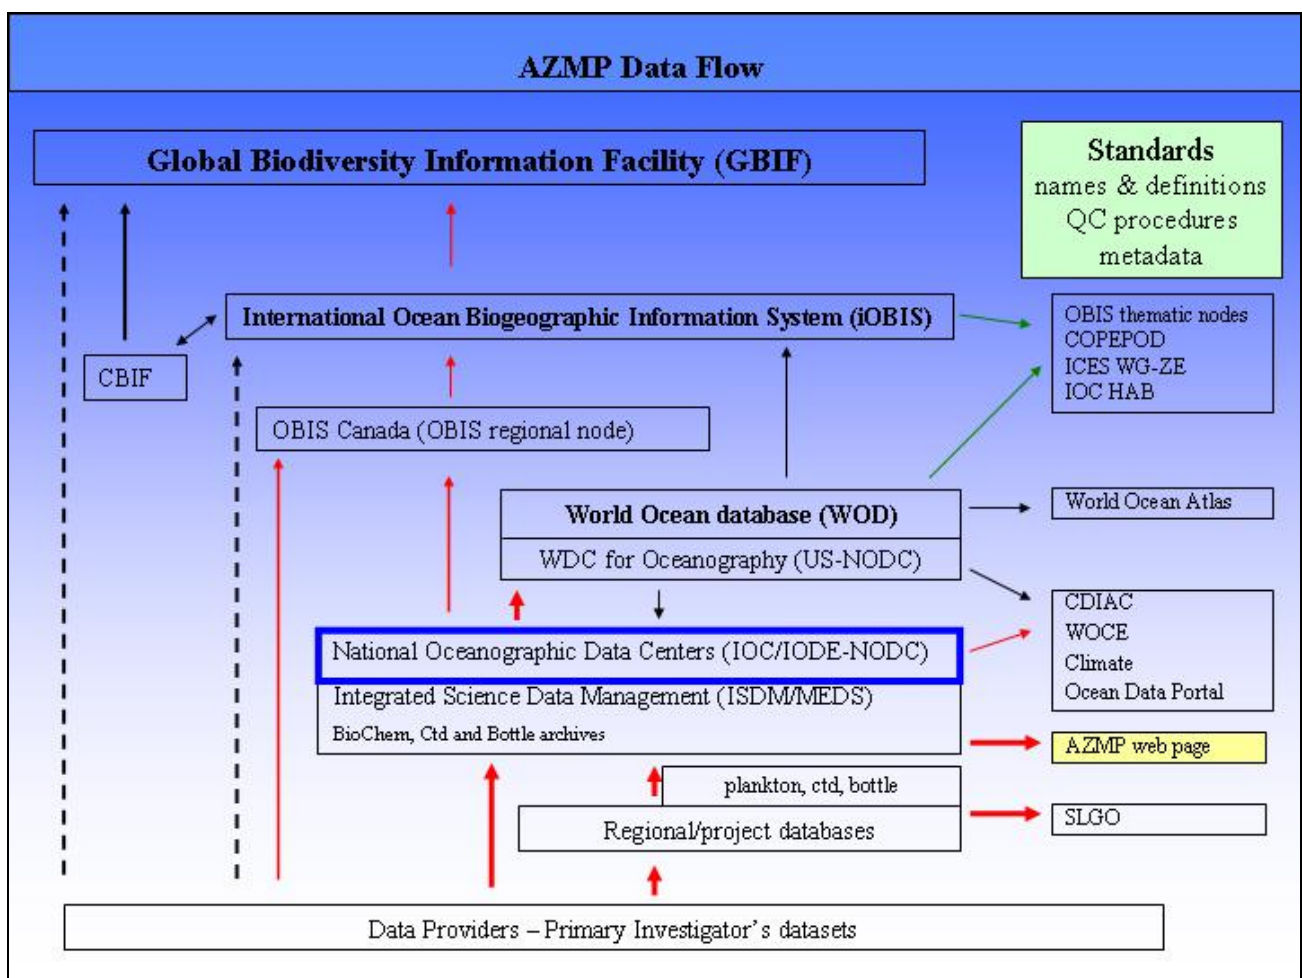 AZMP Data Flow
Global Biodiversity Information Facility (GBIF)
Standards
names & definitions
QC procedures
metadata
International Ocean Biogeographic Information System (iOBIS)
OBIS thematic nodes
COPEPOD
ICES WG-ZE
IOC HAB
CBIF
OBIS Canada (OBIS regional node)
World Ocean database (WOD)
World Ocean Atlas
WDC for Oceanography (US-NODC)
CDIAC
WOCE
Climate
Ocean Data Portal
National Oceanographic Data Centers (IOC/IODE-NODC)
Integrated Science Data Management (ISDM/MEDS)
BioChem, Ctd and Bottle archives
AZMP web page
plankton, ctd, bottle
Regional/project databases
SLGO
Data Providers – Primary Investigator's datasets